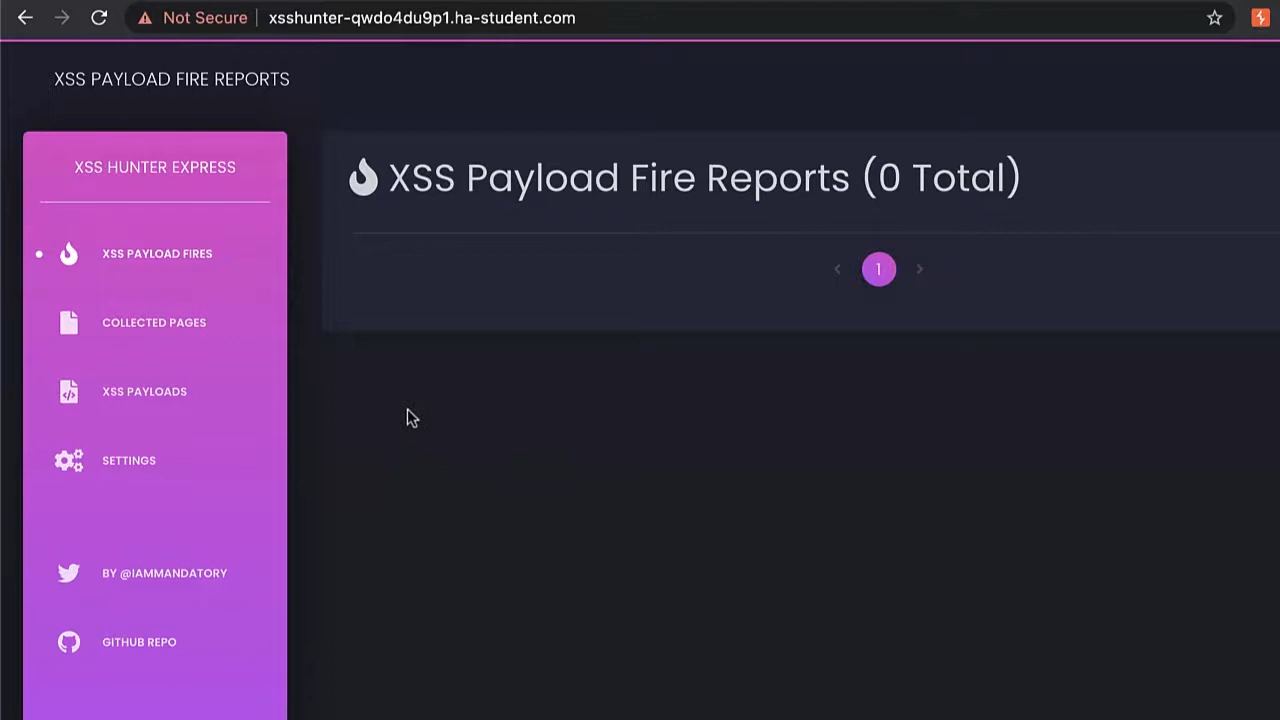 Not Secure
xsshunter-qwdo4du9p1.ha-student.com
XSS PAYLOAD FIRE REPORTS
XSS HUNTER EXPRESS
XSS PAYLOAD FIRES
COLLECTED PAGES
XSS PAYLOADS
SETTINGS
BY @IAMMANDATORY
GITHUB REPO
XSS Payload Fire Reports (0 Total)
1